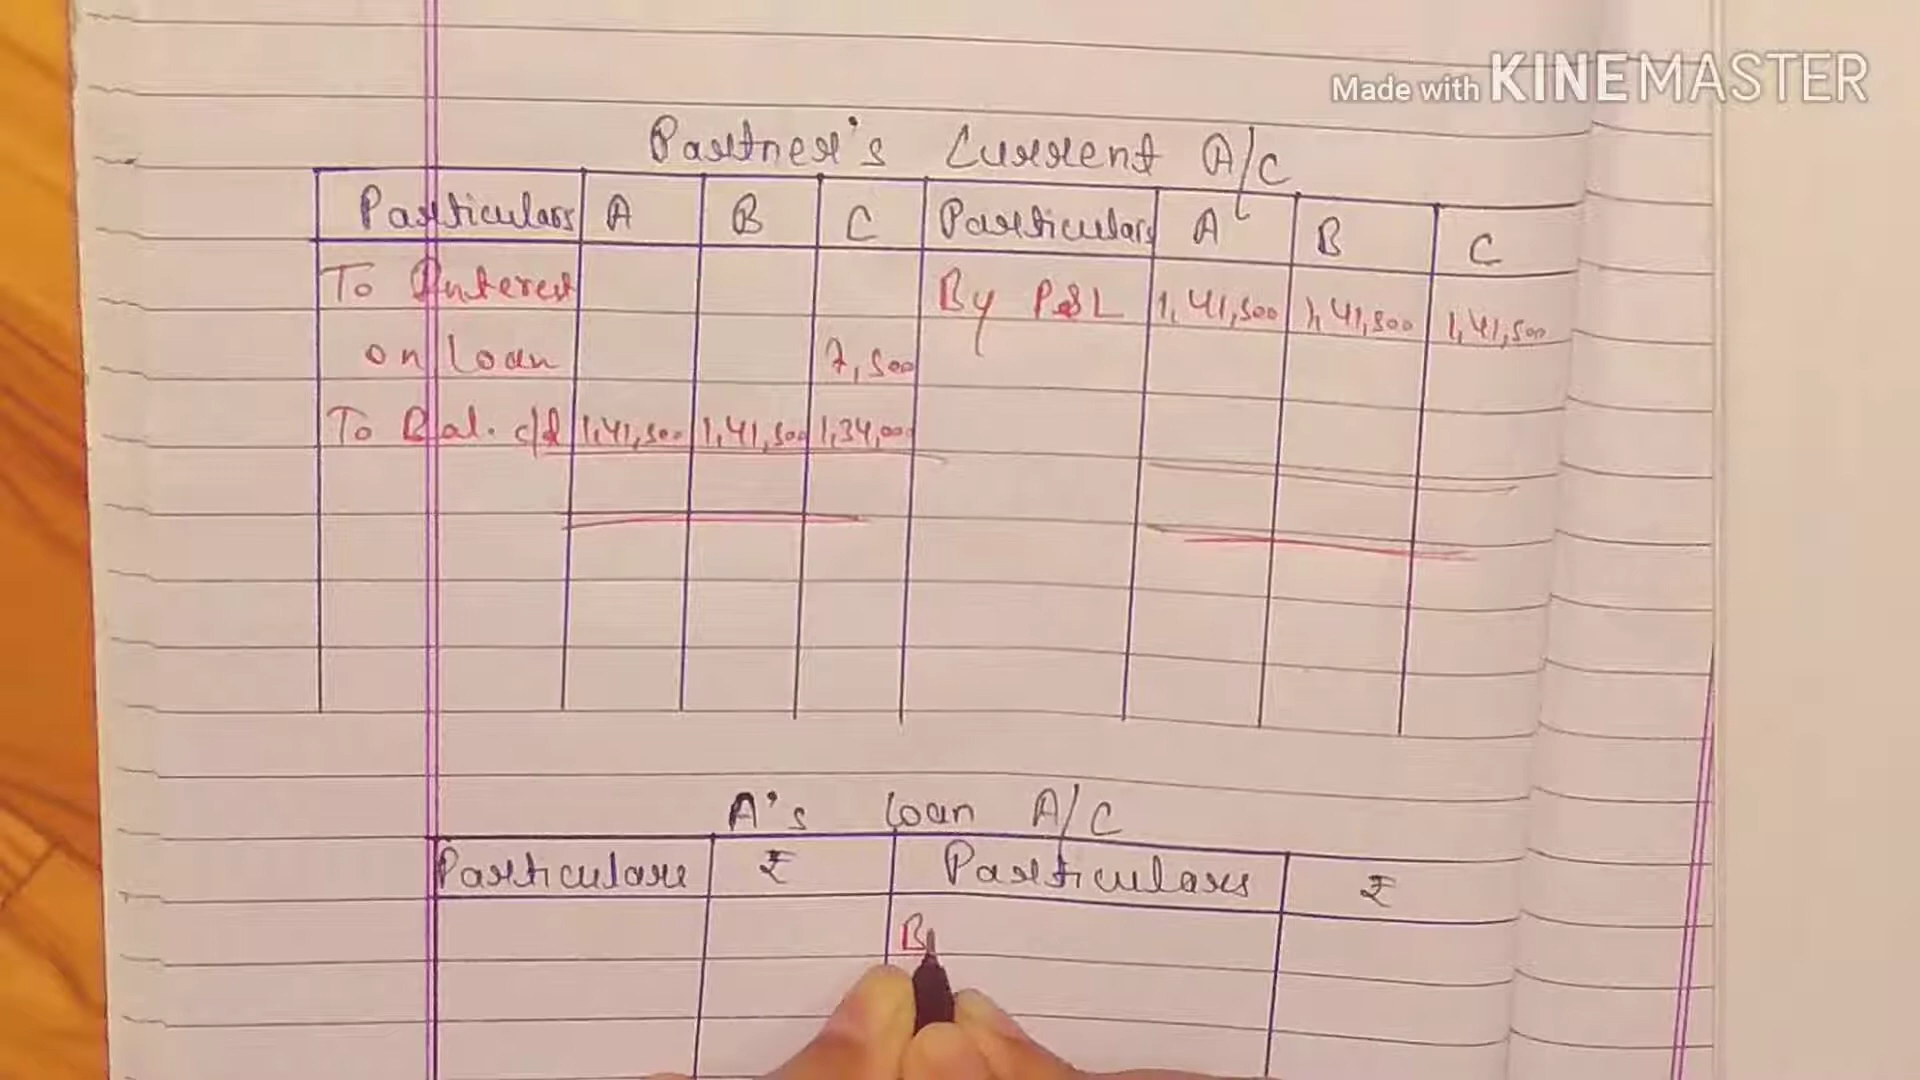 Made with KINEMASTER
Partner's Current A/C
Particulars A B C Particulars A B C
To Interest By P&L 1,41,500 1,41,500 1,41,500
on loan 7,500
To Bal. c/d 1,41,500 1,41,500 1,34,000
A's loan A/C
Particulars ₹ Particulars ₹
B